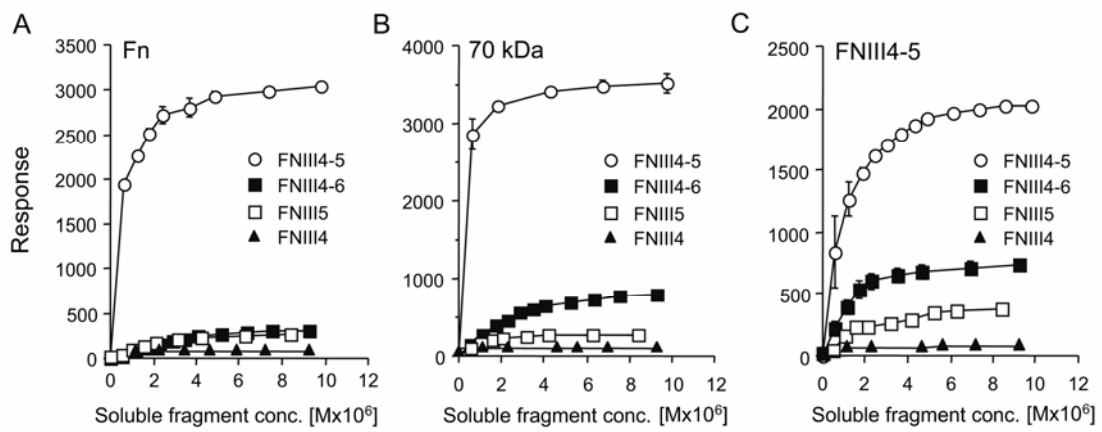 A
Fn
3500
3000
2500
2000
1500
1000
500
0
Response
FNIII4-5
FNIII4-6
FNIII5
FNIII4
0 2 4 6 8 10 12
Soluble fragment conc. [Mx10⁶]
B
70 kDa
4000
3000
2000
1000
0
FNIII4-5
FNIII4-6
FNIII5
FNIII4
0 2 4 6 8 10 12
Soluble fragment conc. [Mx10⁶]
C
FNIII4-5
2500
2000
1500
1000
500
0
FNIII4-5
FNIII4-6
FNIII5
FNIII4
0 2 4 6 8 10 12
Soluble fragment conc. [Mx10⁶]